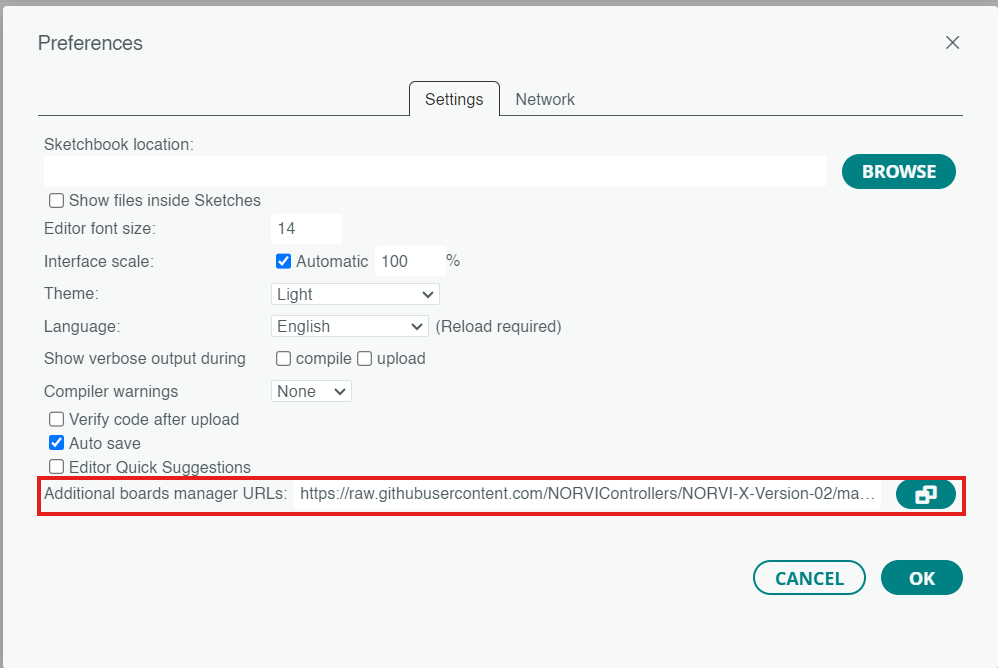 Preferences
Settings Network
Sketchbook location:
BROWSE
Show files inside Sketches
Editor font size: 14
Interface scale: Automatic 100 %
Theme: Light
Language: English (Reload required)
Show verbose output during compile upload
Compiler warnings None
Verify code after upload
Auto save
Editor Quick Suggestions
Additional boards manager URLs: https://raw.githubusercontent.com/NORVIControllers/NORVI-X-Version-02/ma...
CANCEL OK